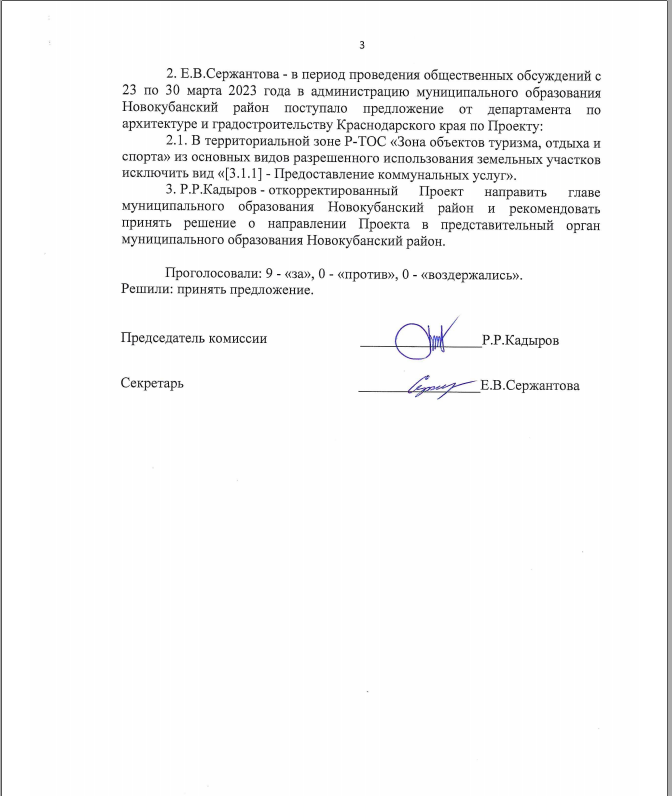 3
2. Е.В.Сержантова - в период проведения общественных обсуждений с
23 по 30 марта 2023 года в администрацию муниципального образования
Новокубанский район поступало предложение от департамента по
архитектуре и градостроительству Краснодарского края по Проекту:
2.1. В территориальной зоне Р-ТОС «Зона объектов туризма, отдыха и
спорта» из основных видов разрешенного использования земельных участков
исключить вид «[3.1.1] - Предоставление коммунальных услуг».
3. Р.Р.Кадыров - откорректированный Проект направить главе
муниципального образования Новокубанский район и рекомендовать
принять решение о направлении Проекта в представительный орган
муниципального образования Новокубанский район.
Проголосовали: 9 - «за», 0 - «против», 0 - «воздержались».
Решили: принять предложение.
Председатель комиссии Р.Р.Кадыров
Секретарь Е.В.Сержантова